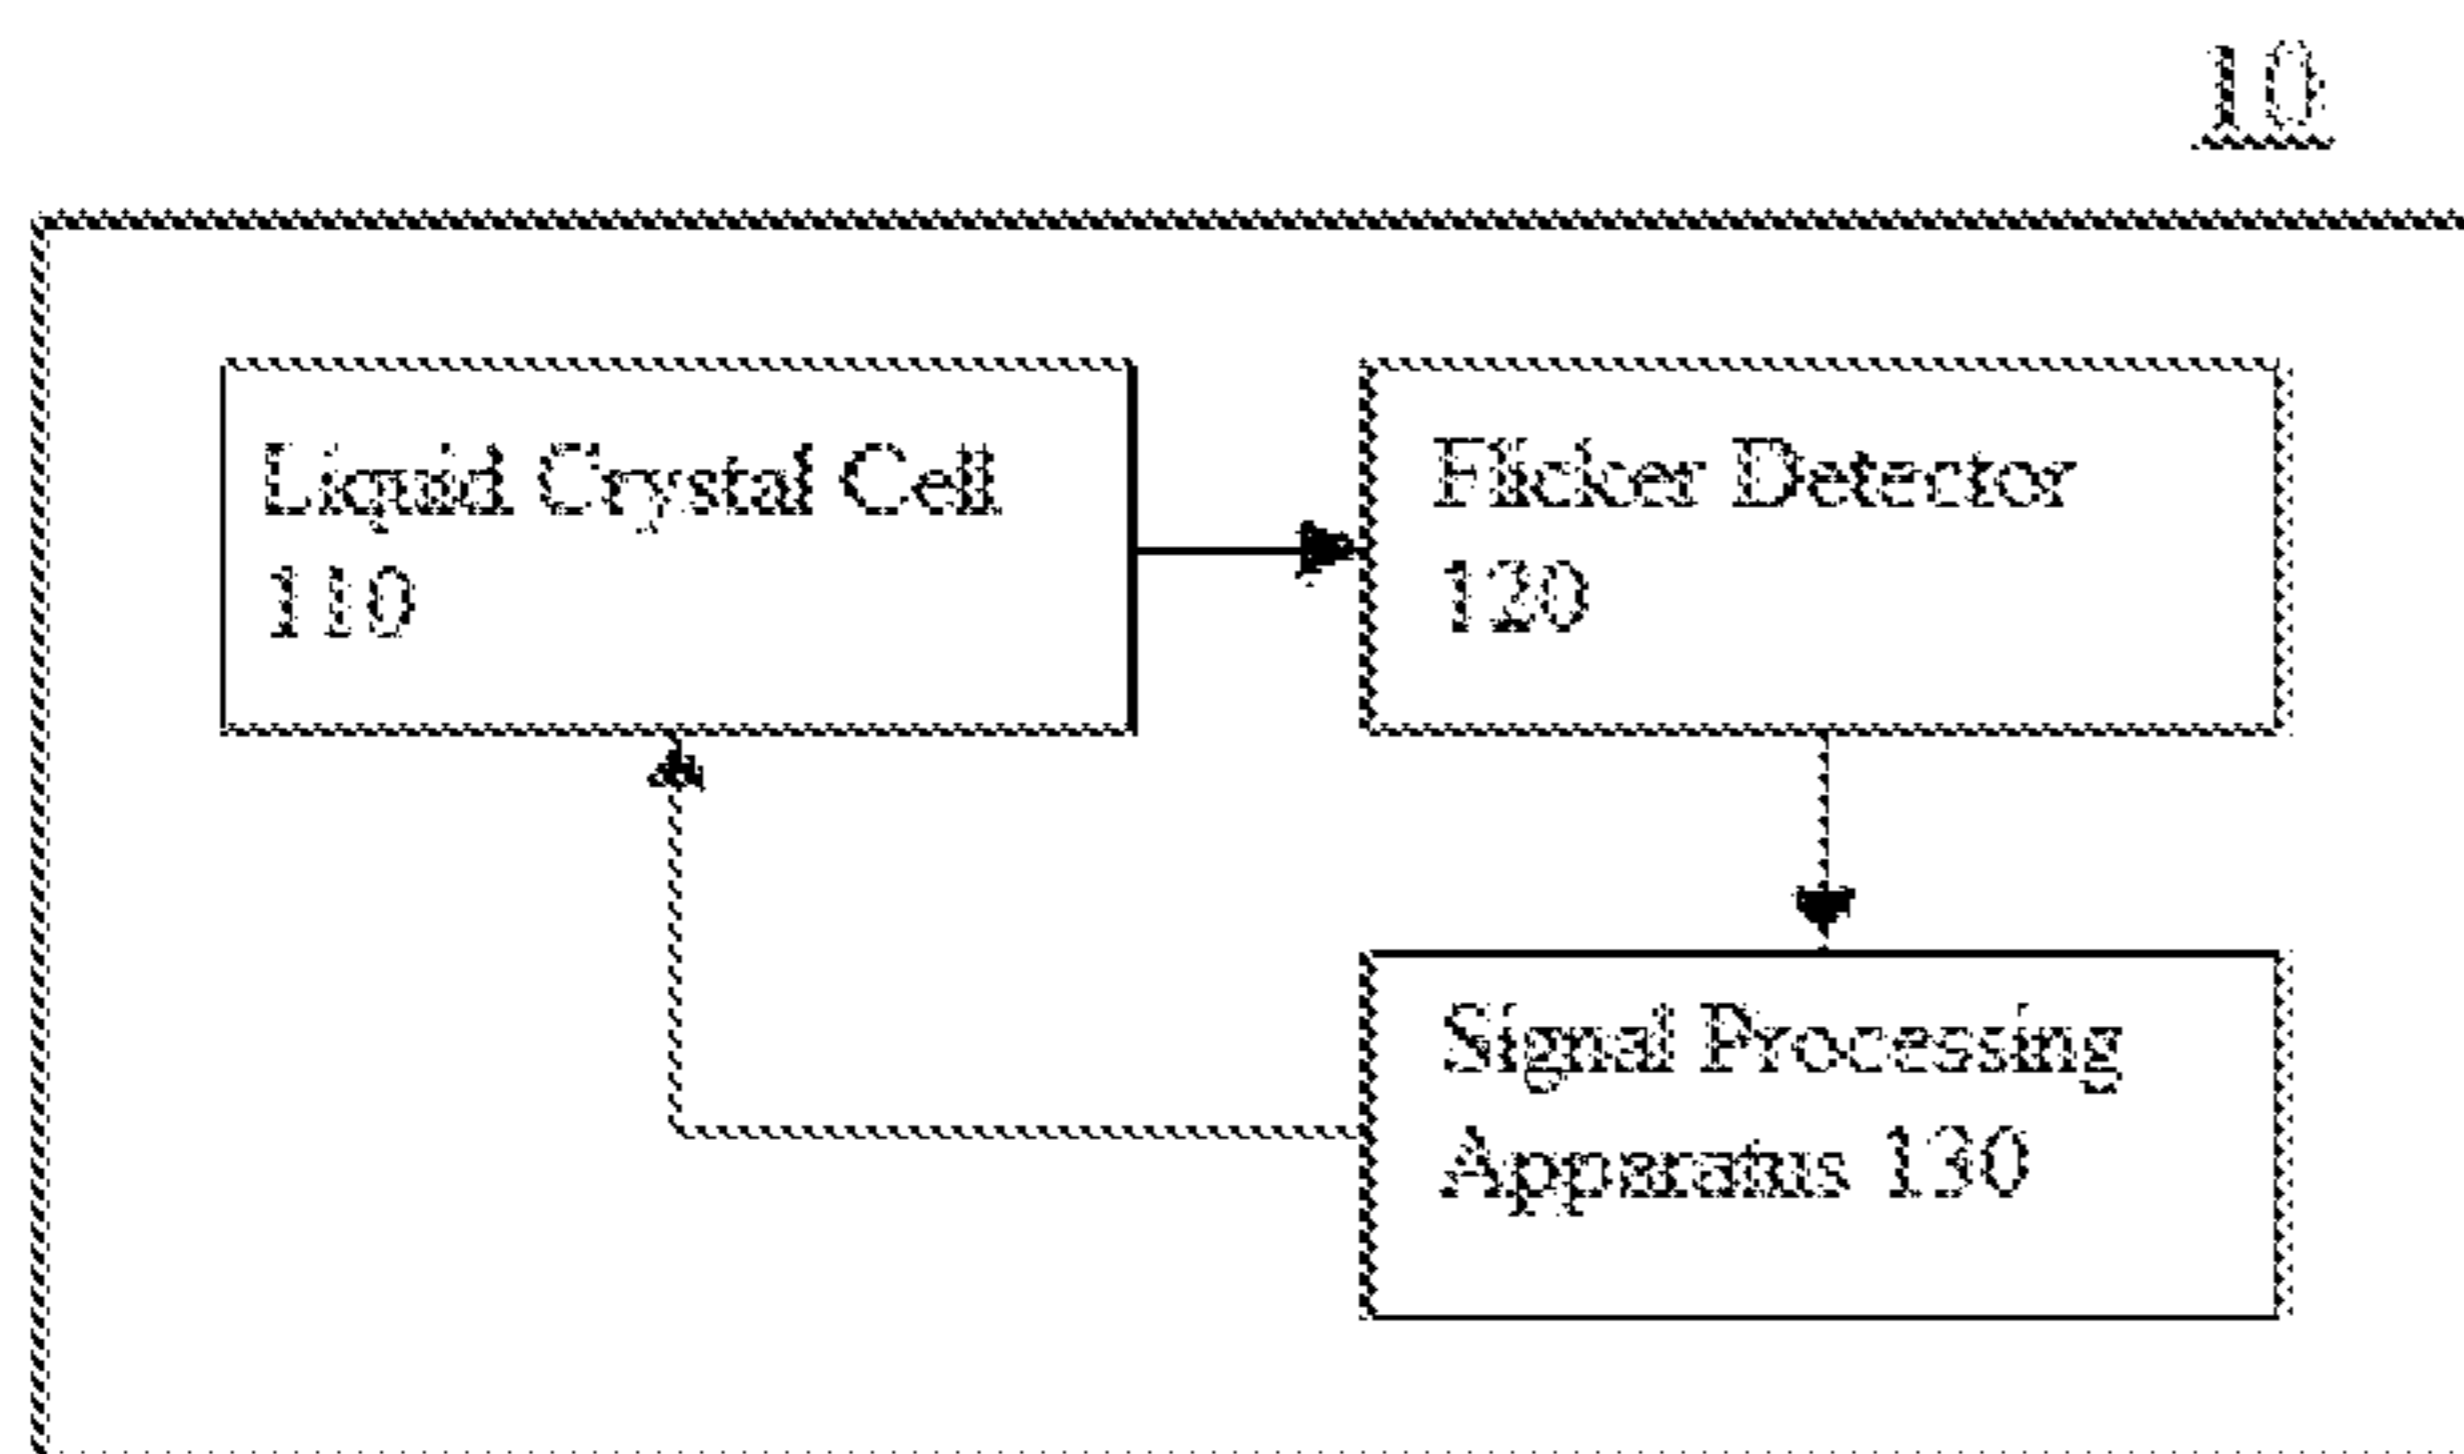 10
Liquid Crystal Cell
110
Flicker Detector
120
Signal Processing
Apparatus 130